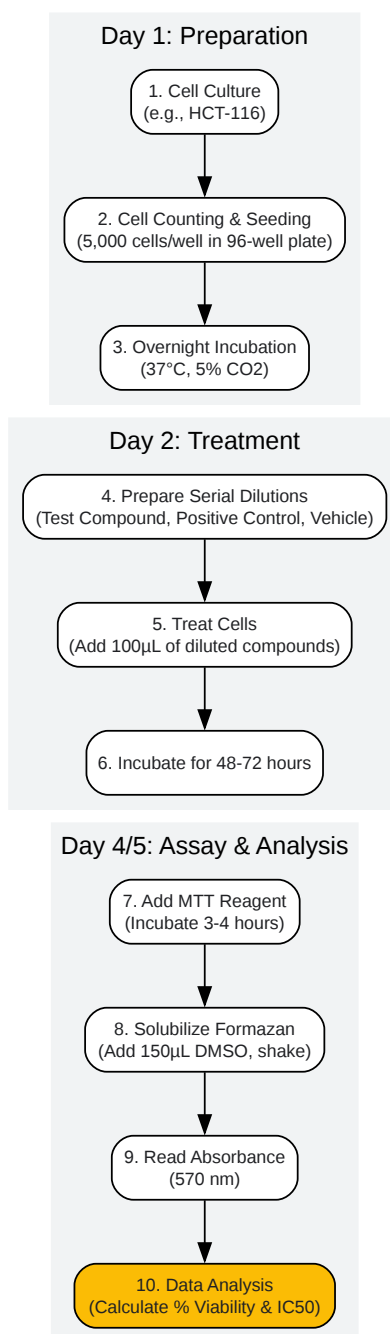 Day 1: Preparation
1. Cell Culture
(e.g., HCT-116)
2. Cell Counting & Seeding
(5,000 cells/well in 96-well plate)
3. Overnight Incubation
(37°C, 5% CO2)
Day 2: Treatment
4. Prepare Serial Dilutions
(Test Compound, Positive Control, Vehicle)
5. Treat Cells
(Add 100µL of diluted compounds)
6. Incubate for 48-72 hours
Day 4/5: Assay & Analysis
7. Add MTT Reagent
(Incubate 3-4 hours)
8. Solubilize Formazan
(Add 150µL DMSO, shake)
9. Read Absorbance
(570 nm)
10. Data Analysis
(Calculate % Viability & IC50)